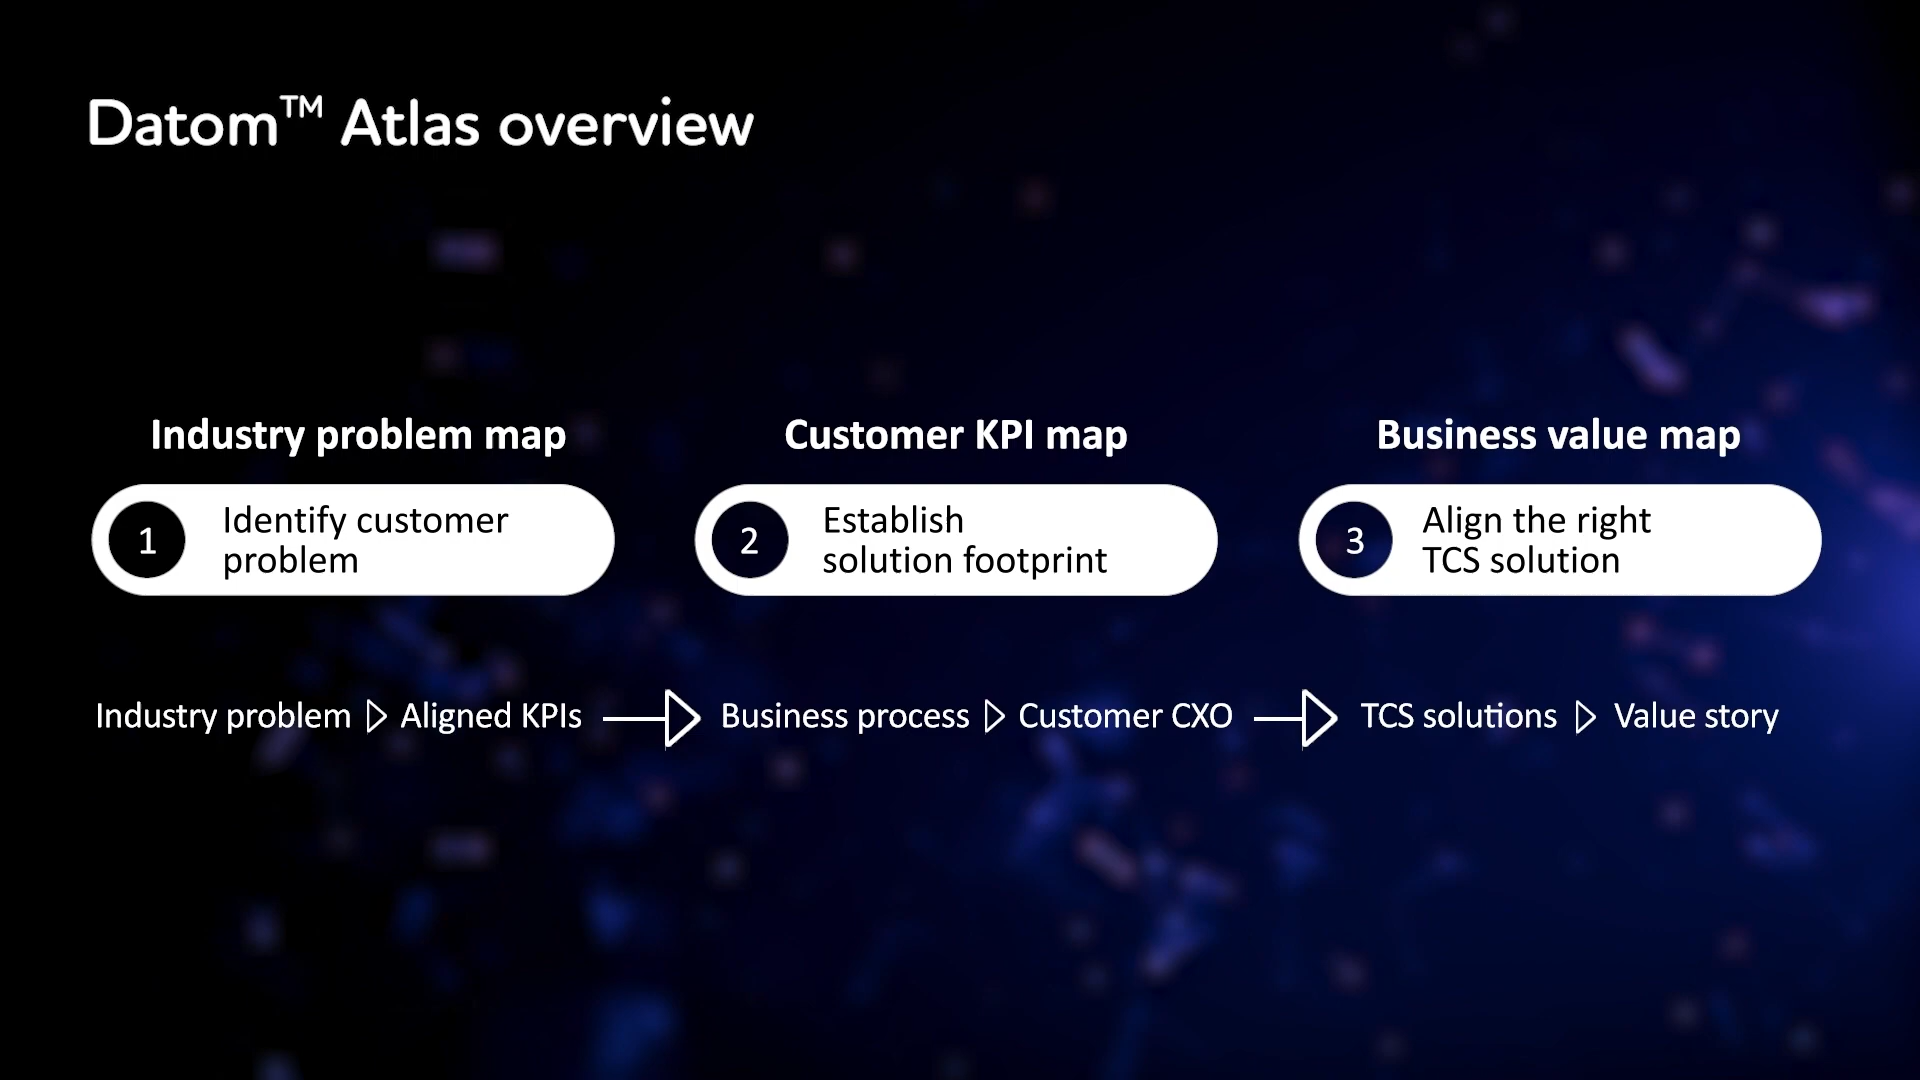 Datom™ Atlas overview
Industry problem map
1
Identify customer
problem
Customer KPI map
2
Establish
solution footprint
Business value map
3
Align the right
TCS solution
Industry problem
Aligned KPIs
Business process
Customer CXO
TCS solutions
Value story